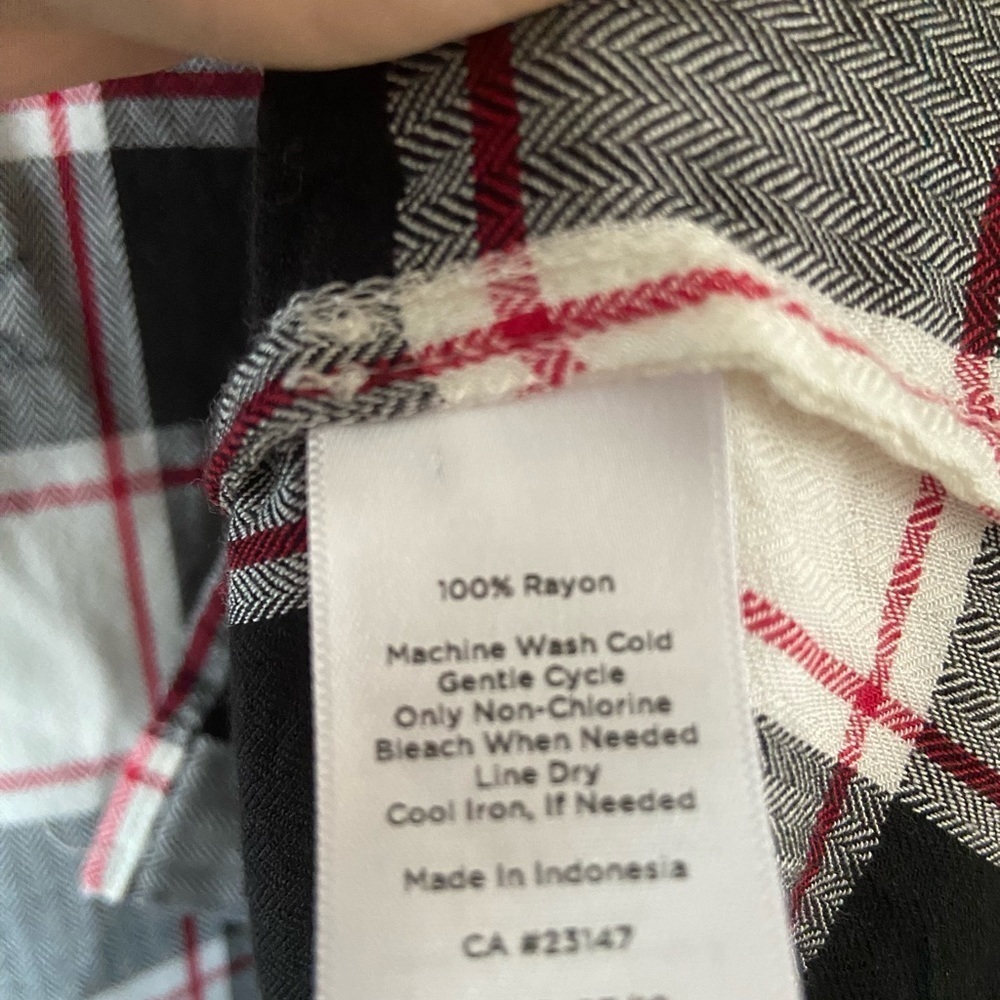 100% Rayon
Machine Wash Cold
Gentle Cycle
Only Non-Chlorine
Bleach When Needed
Line Dry
Cool Iron, If Needed
Made In Indonesia
CA #23147